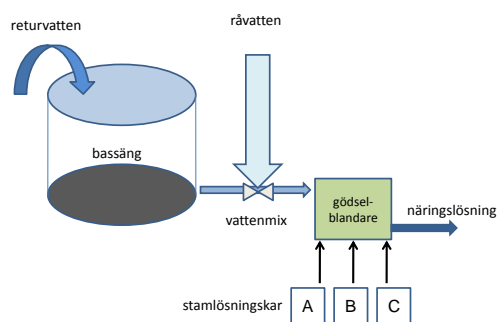 returvatten
råvatten
bassäng
vattenmix
gödsel-
blandare
näringslösning
stamlösningskar
A
B
C